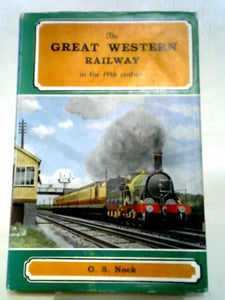 The
GREAT WESTERN
RAILWAY
in the 19th century
O. S. Nock